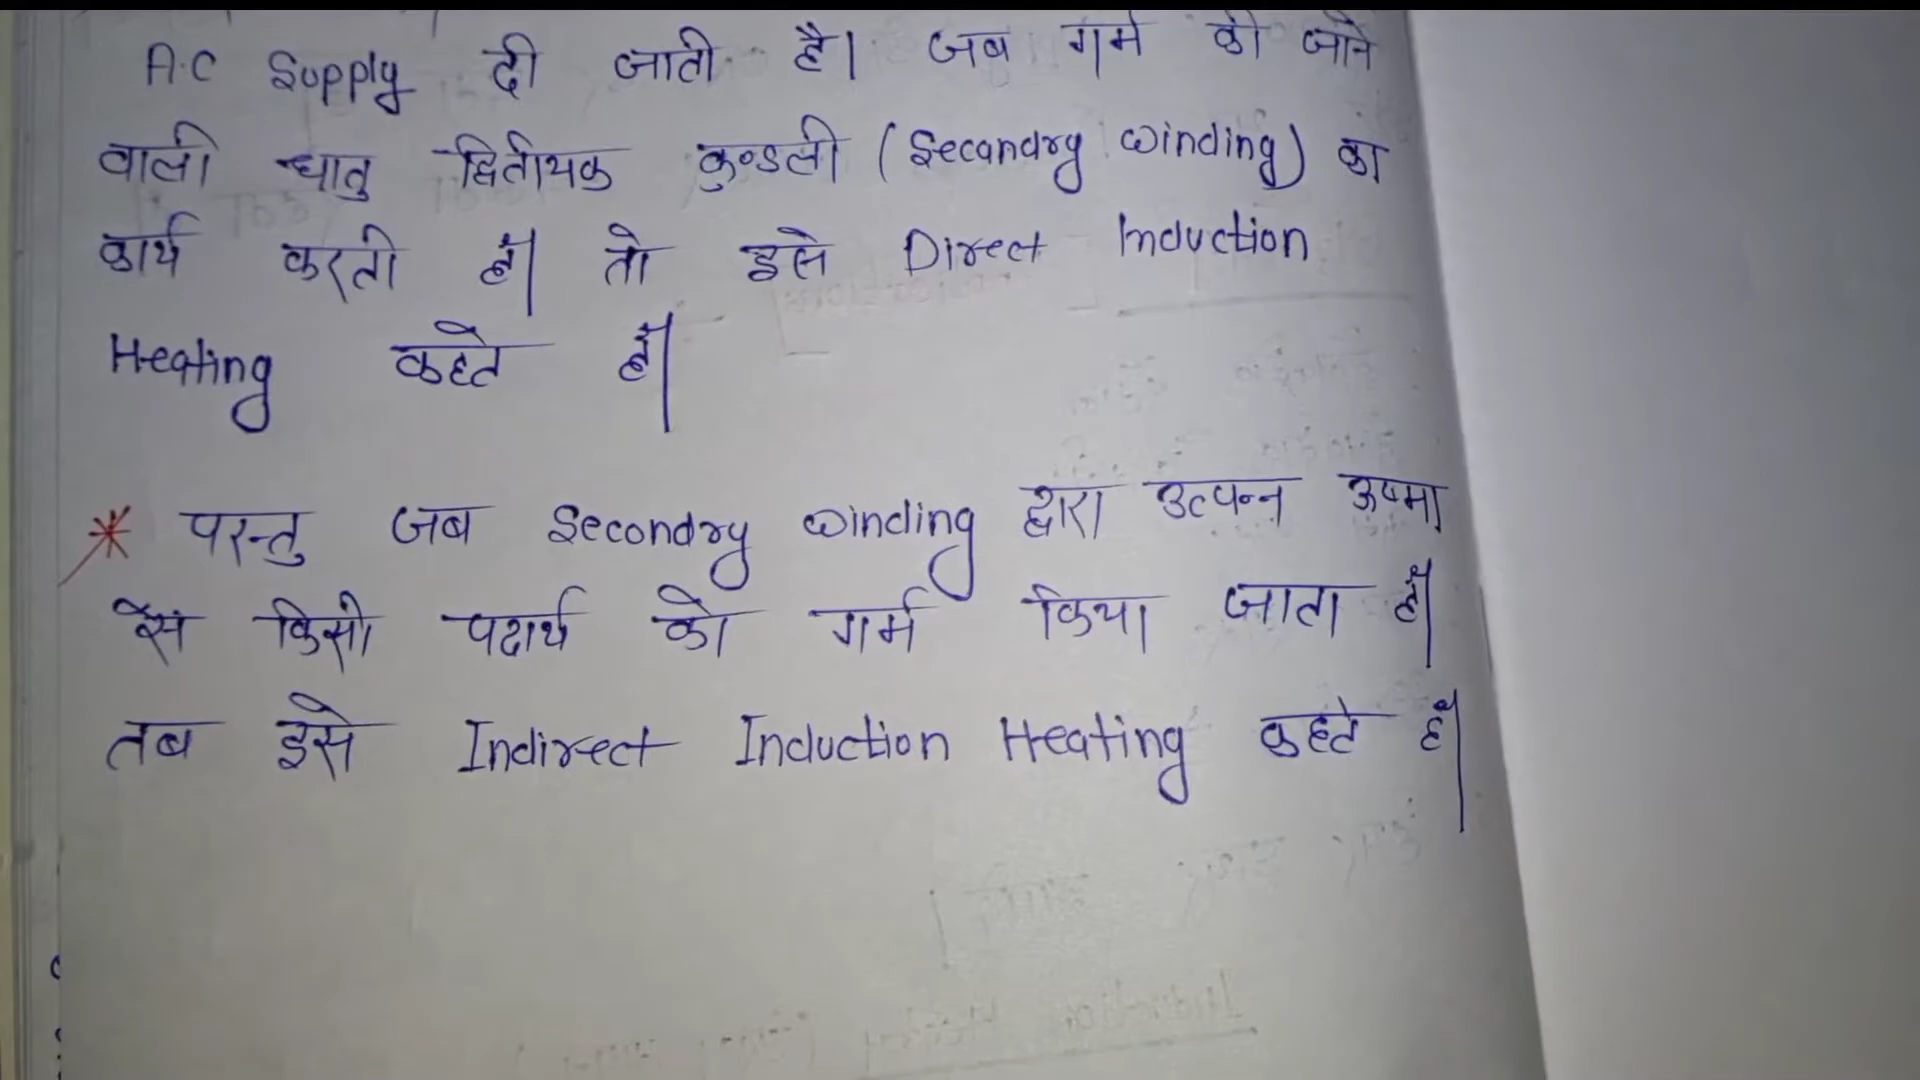 A.C Supply दी जाती है। जब गर्म की जाने
वाली धातु द्वितीयक कुण्डली (Secandry winding) का
कार्य करती है। तो इसे Direct Induction
Heating कहते हैं।
* परन्तु जब Secondry winding द्वारा उत्पन्न ऊष्मा
से किसी पदार्थ को गर्म किया जाता है।
तब इसे Indirect Induction Heating कहते हैं।